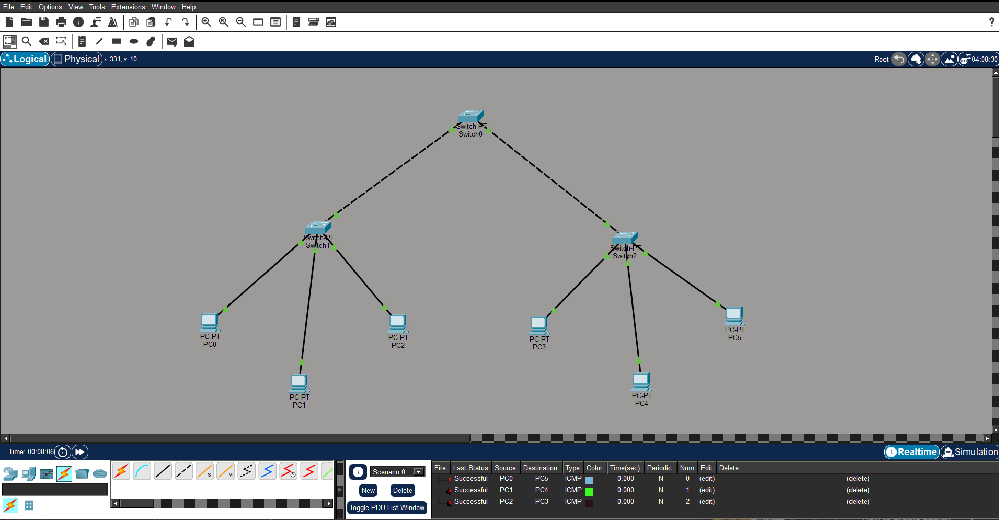 File Edit Options View Tools Extensions Window Help
?
Logical Physical x: 331, y: 10 Root 04:08:30
Switch-PT
Switch0
Switch-PT
Switch1
Switch-PT
Switch2
PC-PT
PC0
PC-PT
PC2
PC-PT
PC3
PC-PT
PC5
PC-PT
PC1
PC-PT
PC4
Time: 00:08:06 Realtime Simulation
S M
Scenario 0
New Delete
Toggle PDU List Window
Fire Last Status Source Destination Type Color Time(sec) Periodic Num Edit Delete
Successful PC0 PC5 ICMP 0.000 N 0 (edit) (delete)
Successful PC1 PC4 ICMP 0.000 N 1 (edit) (delete)
Successful PC2 PC3 ICMP 0.000 N 2 (edit) (delete)